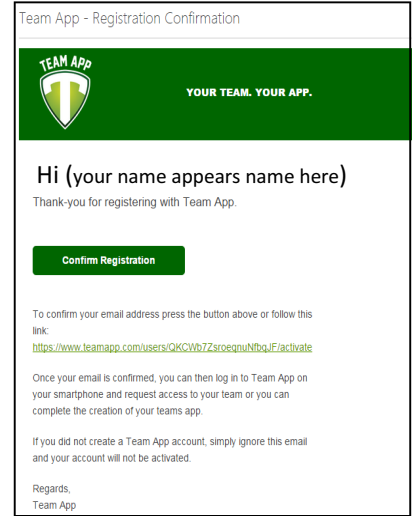 Team App - Registration Confirmation
TEAM APP
YOUR TEAM. YOUR APP.
Hi (your name appears name here)
Thank-you for registering with Team App.
Confirm Registration
To confirm your email address press the button above or follow this
link:
https://www.teamapp.com/users/QKCWb7ZsroeqnuNfbqJF/activate
Once your email is confirmed, you can then log in to Team App on
your smartphone and request access to your team or you can
complete the creation of your teams app.
If you did not create a Team App account, simply ignore this email
and your account will not be activated.
Regards,
Team App